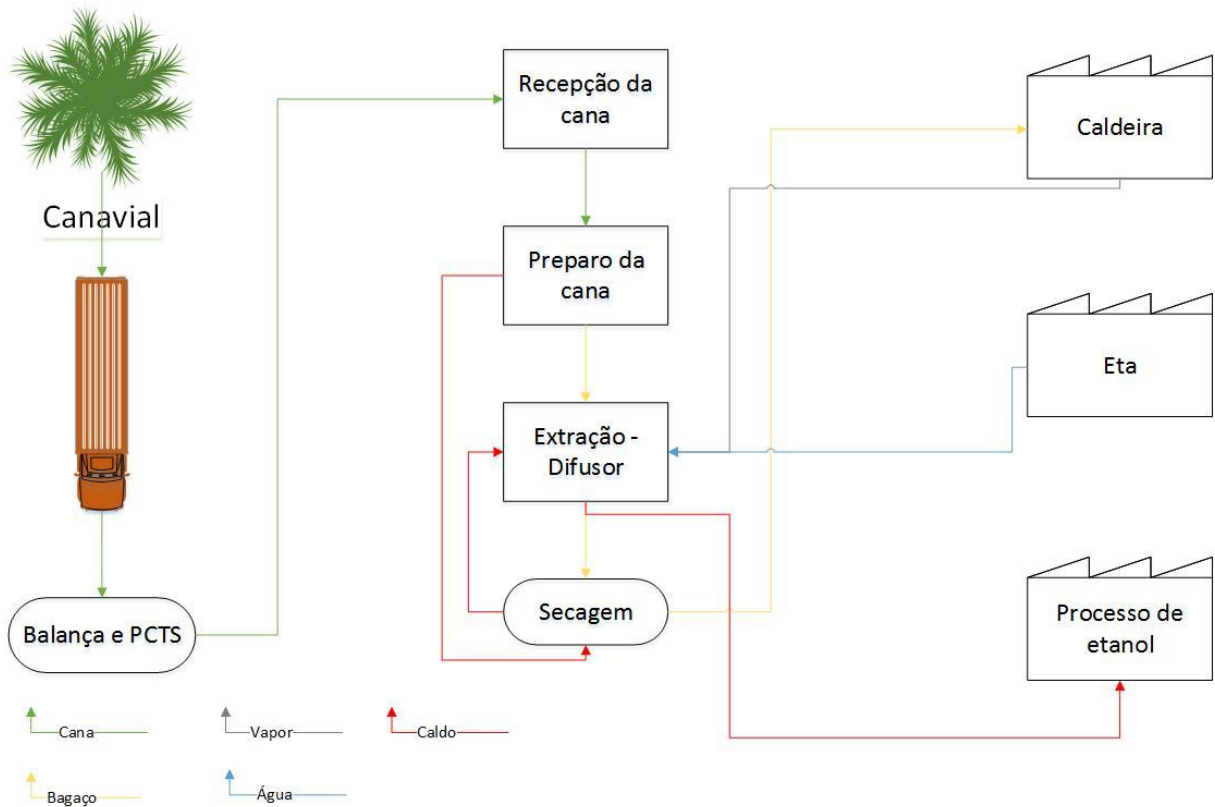 Canavial
Balança e PCTS
Recepção da
cana
Preparo da
cana
Extração -
Difusor
Secagem
Caldeira
Eta
Processo de
etanol
Cana
Vapor
Caldo
Bagaço
Água